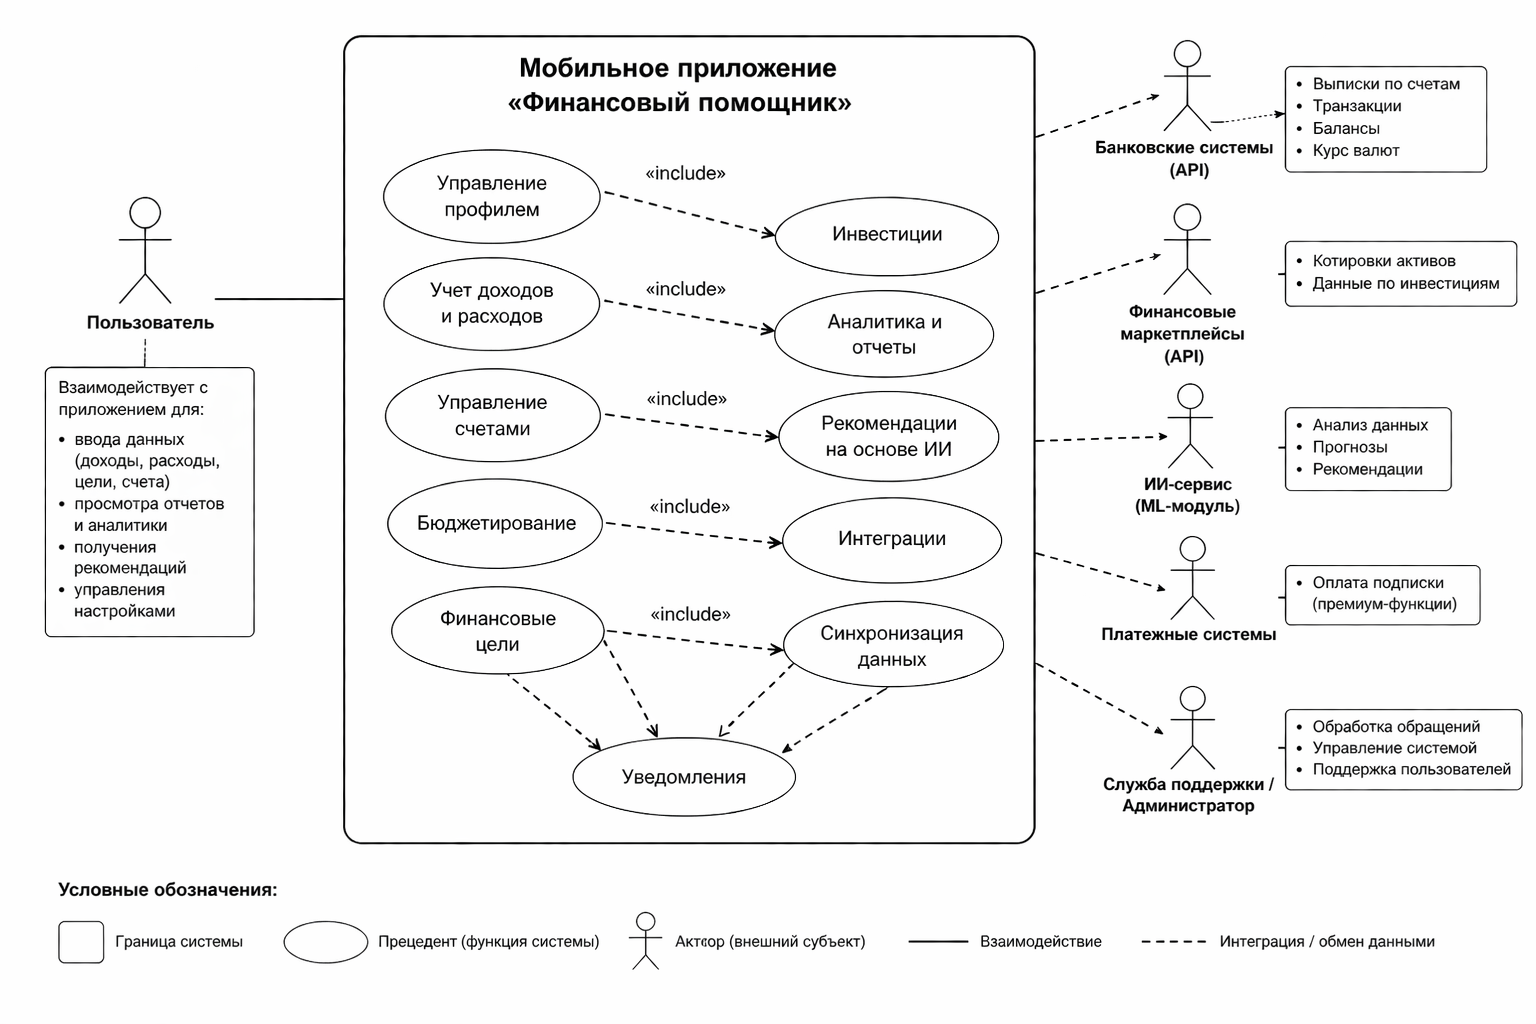 Мобильное приложение
«Финансовый помощник»
Пользователь
Взаимодействует с
приложением для:
• ввода данных
(доходы, расходы,
цели, счета)
• просмотра отчетов
и аналитики
• получения
рекомендаций
• управления
настройками
Управление
профилем
«include»
Инвестиции
Учет доходов
и расходов
«include»
Аналитика и
отчеты
Управление
счетами
«include»
Рекомендации
на основе ИИ
Бюджетирование
«include»
Интеграции
Финансовые
цели
«include»
Синхронизация
данных
Уведомления
Банковские системы
(API)
• Выписки по счетам
• Транзакции
• Балансы
• Курс валют
Финансовые
маркетплейсы
(API)
• Котировки активов
• Данные по инвестициям
ИИ-сервис
(ML-модуль)
• Анализ данных
• Прогнозы
• Рекомендации
Платежные системы
• Оплата подписки
(премиум-функции)
Служба поддержки /
Администратор
• Обработка обращений
• Управление системой
• Поддержка пользователей
Условные обозначения:
Граница системы
Прецедент (функция системы)
(внешний субъект)
Взаимодействие
Интеграция / обмен данными